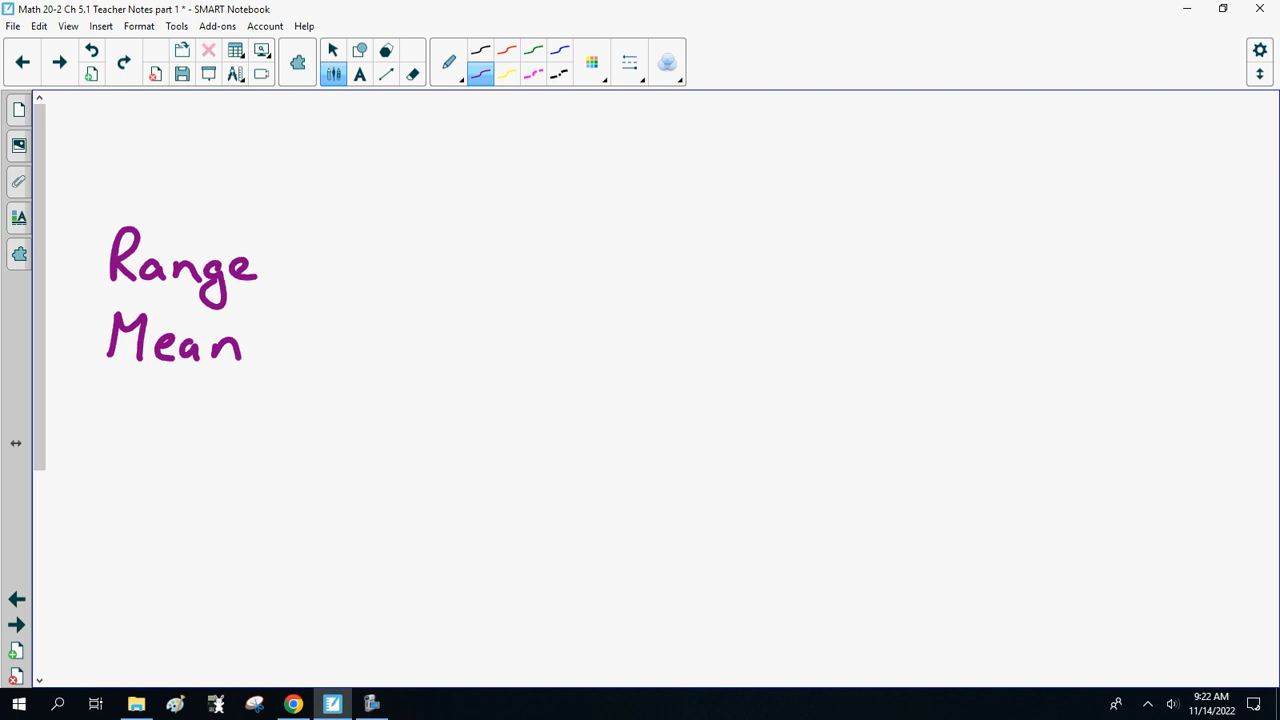 Math 20-2 Ch 5.1 Teacher Notes part 1 * - SMART Notebook
File Edit View Insert Format Tools Add-ons Account Help
Range
Mean
9:22 AM
11/14/2022